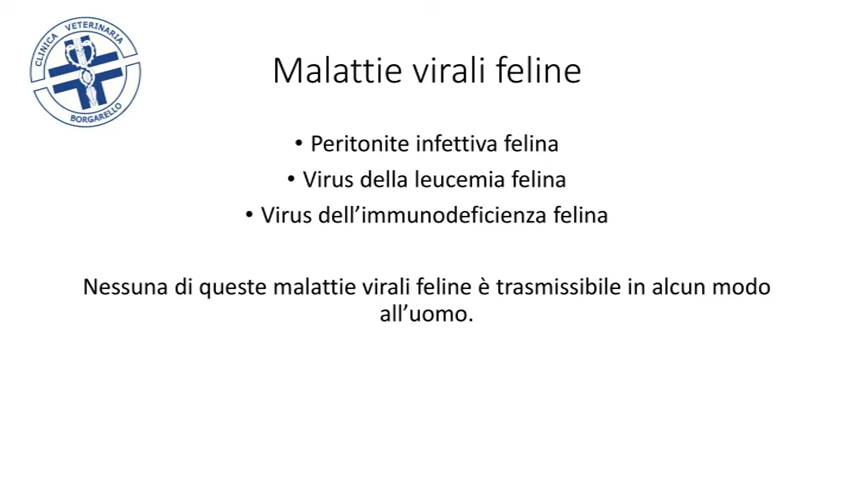 CLINICA VETERINARIA
BORGARELLO
Malattie virali feline
• Peritonite infettiva felina
• Virus della leucemia felina
• Virus dell’immunodeficienza felina
Nessuna di queste malattie virali feline è trasmissibile in alcun modo
all’uomo.